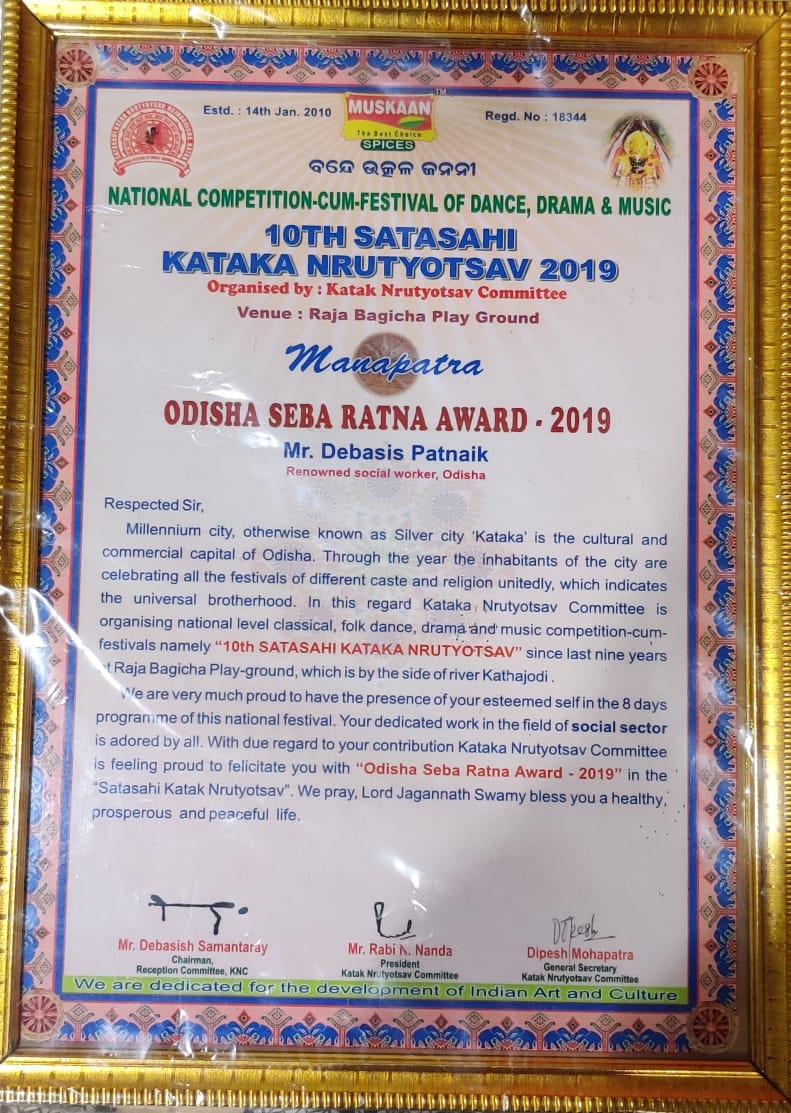 Estd. : 14th Jan. 2010
MUSKAAN
TM
The Best Choice
SPICES
Regd. No : 18344
ବନ୍ଦେ ଉତ୍କଳ ଜନନୀ
NATIONAL COMPETITION-CUM-FESTIVAL OF DANCE, DRAMA & MUSIC
10TH SATASAHI
KATAKA NRUTYOTSAV 2019
Organised by : Katak Nrutyotsav Committee
Venue : Raja Bagicha Play Ground
Manapatra
ODISHA SEBA RATNA AWARD - 2019
Mr. Debasis Patnaik
Renowned social worker, Odisha
Respected Sir,
Millennium city, otherwise known as Silver city 'Kataka' is the cultural and
commercial capital of Odisha. Through the year the inhabitants of the city are
celebrating all the festivals of different caste and religion unitedly, which indicates
the universal brotherhood. In this regard Kataka Nrutyotsav Committee is
organising national level classical, folk dance, drama and music competition-cum-
festivals namely "10th SATASAHI KATAKA NRUTYOTSAV" since last nine years
at Raja Bagicha Play-ground, which is by the side of river Kathajodi .
We are very much proud to have the presence of your esteemed self in the 8 days
programme of this national festival. Your dedicated work in the field of social sector
is adored by all. With due regard to your contribution Kataka Nrutyotsav Committee
is feeling proud to felicitate you with "Odisha Seba Ratna Award - 2019" in the
"Satasahi Katak Nrutyotsav". We pray, Lord Jagannath Swamy bless you a healthy,
prosperous and peaceful life.
Dipesh
Mr. Debasish Samantaray
Chairman,
Reception Committee, KNC
Mr. Rabi N. Nanda
President
Katak Nrutyotsav Committee
Dipesh Mohapatra
General Secretary
Katak Nrutyotsav Committee
We are dedicated for the development of Indian Art and Culture